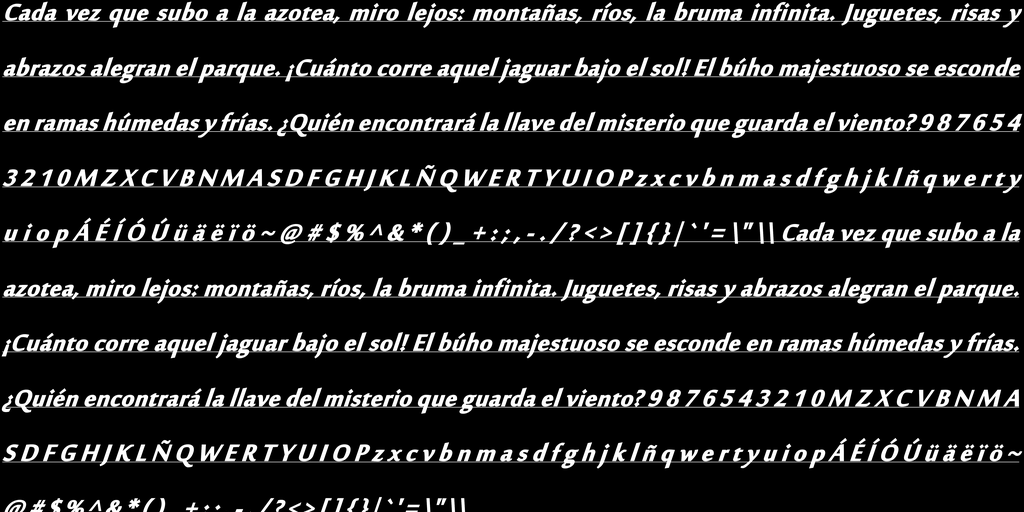 Cada vez que subo a la azotea, miro lejos: montañas, ríos, la bruma infinita. Juguetes, risas y
abrazos alegran el parque. ¡Cuánto corre aquel jaguar bajo el sol! El búho majestuoso se esconde
en ramas húmedas y frías. ¿Quién encontrará la llave del misterio que guarda el viento? 9 8 7 6 5 4
3 2 1 0 M Z X C V B N M A S D F G H J K L Ñ Q W E R T Y U I O P z x c v b n m a s d f g h j k l ñ q w e r t y
u i o p Á É Í Ó Ú ü ä ë ï ö ~ @ # $ % ^ & * ( ) _ + : ; , - . / ? < > [ ] { } | ` ' = \ " \\ Cada vez que subo a la
azotea, miro lejos: montañas, ríos, la bruma infinita. Juguetes, risas y abrazos alegran el parque.
¡Cuánto corre aquel jaguar bajo el sol! El búho majestuoso se esconde en ramas húmedas y frías.
¿Quién encontrará la llave del misterio que guarda el viento? 9 8 7 6 5 4 3 2 1 0 M Z X C V B N M A
S D F G H J K L Ñ Q W E R T Y U I O P z x c v b n m a s d f g h j k l ñ q w e r t y u i o p Á É Í Ó Ú ü ä ë ï ö ~
@ # $ % ^ & * ( ) _ + : ; , - . / ? < > [ ] { } | ` ' = \ " \\